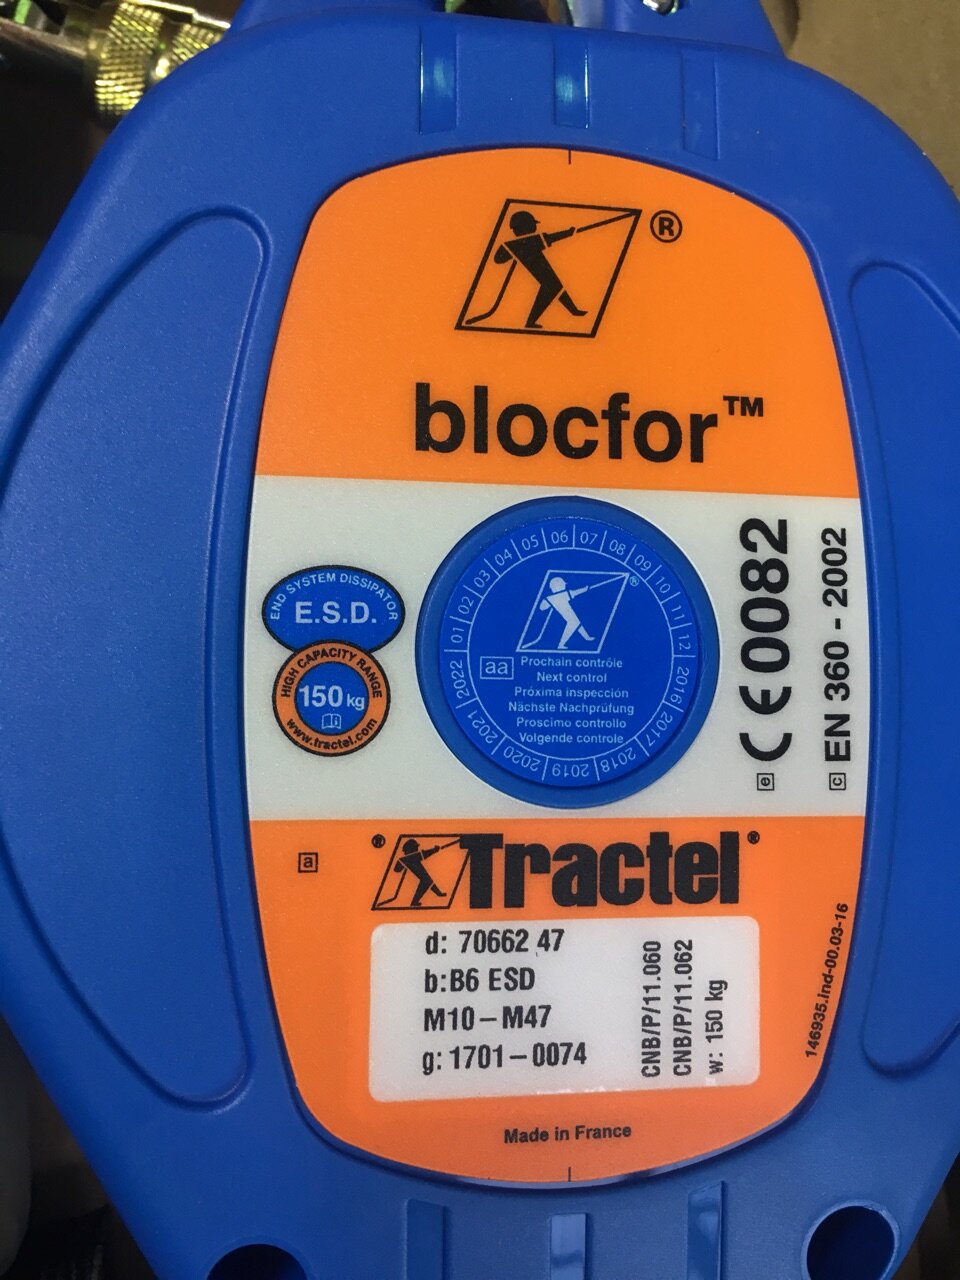 ®
blocfor™
END SYSTEM DISSIPATOR
E.S.D.
HIGH CAPACITY RANGE
150 kg
www.tractel.com
01 | 02 | 03 | 04 | 05 | 06 | 07 | 08 | 09 | 10 | 11 | 12 | 2016 | 2017 | 2018 | 2019 | 2020 | 2021 | 2022
®
aa
Prochain contrôle
Next control
Próxima inspección
Nächste Nachprüfung
Proscimo controllo
Volgende controle
e CE 0082
c EN 360 - 2002
a
® Tractel ®
d: 70662 47
b:B6 ESD
M10-M47
g: 1701-0074
CNB/P/11.060
CNB/P/11.062
w: 150 kg
146935.ind-00.03-16
Made in France